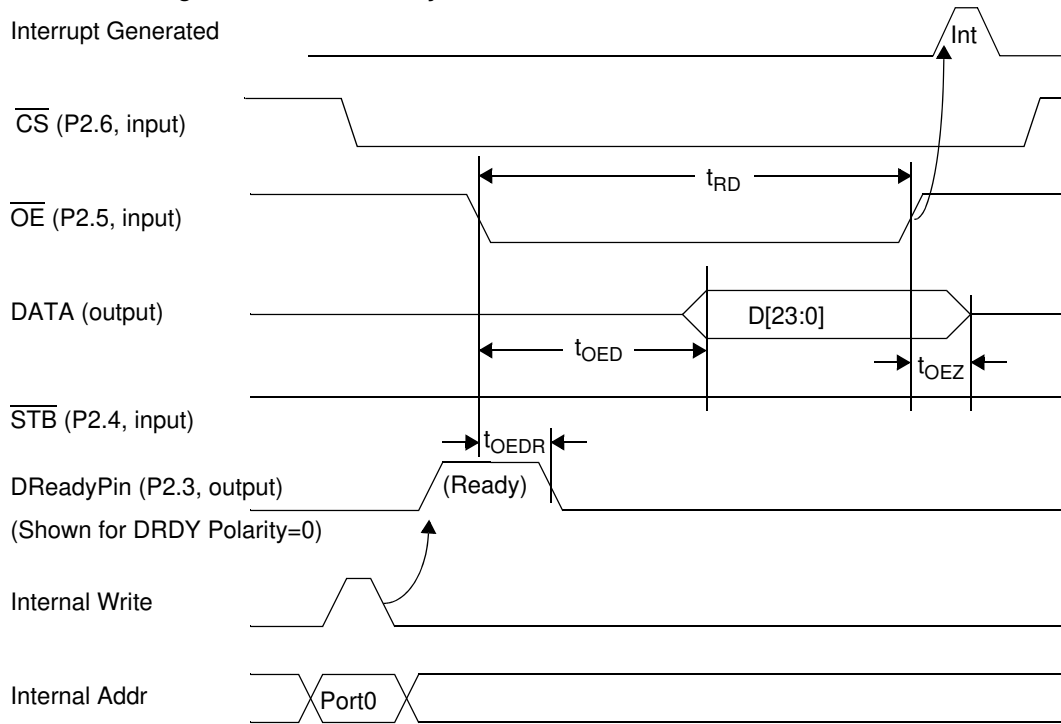 Interrupt Generated
Int
CS (P2.6, input)
tRD
OE (P2.5, input)
DATA (output)
D[23:0]
tOED
tOEZ
STB (P2.4, input)
tOEDR
DReadyPin (P2.3, output)
(Ready)
(Shown for DRDY Polarity=0)
Internal Write
Internal Addr
Port0